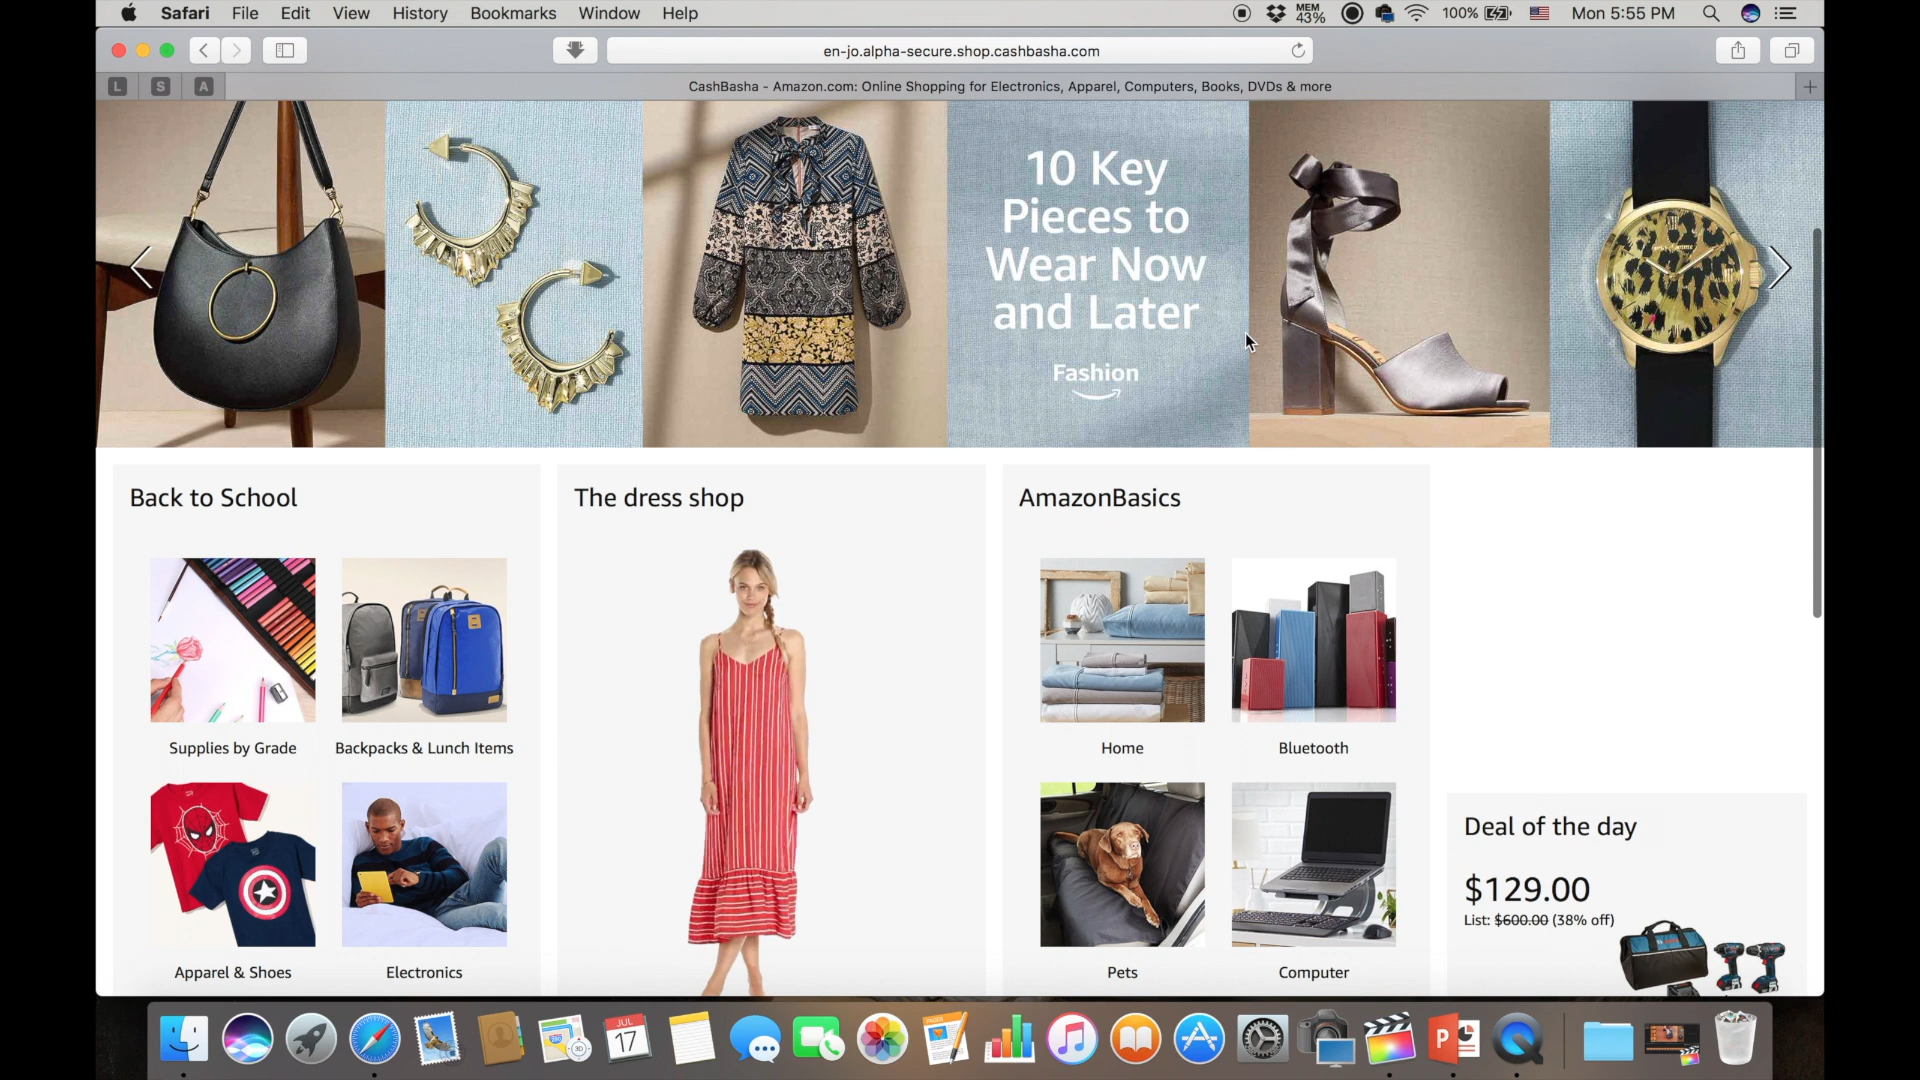 Safari File Edit View History Bookmarks Window Help
MEM
43%
100%
Mon 5:55 PM
en-jo.alpha-secure.shop.cashbasha.com
L S A
CashBasha - Amazon.com: Online Shopping for Electronics, Apparel, Computers, Books, DVDs & more
10 Key
Pieces to
Wear Now
and Later
Fashion
Back to School
The dress shop
AmazonBasics
Supplies by Grade
Backpacks & Lunch Items
Home
Bluetooth
Deal of the day
$129.00
List: $600.00 (38% off)
Apparel & Shoes
Electronics
Pets
Computer
JUL
17
PAGES
3D
P